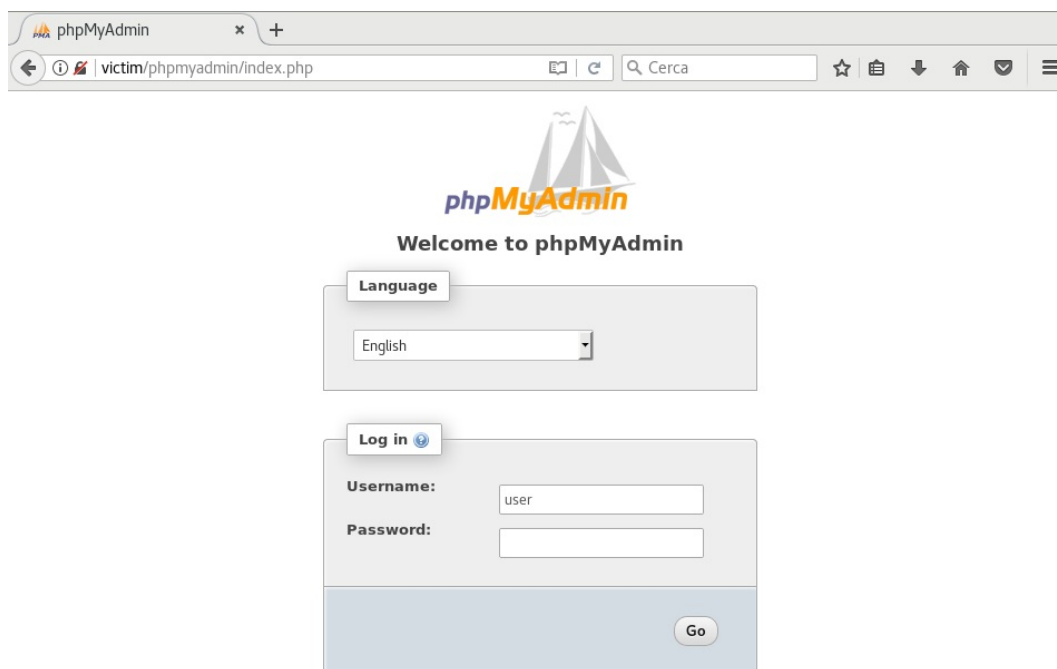 phpMyAdmin
victim/phpmyadmin/index.php
Cerca
phpMyAdmin
Welcome to phpMyAdmin
Language
English
Log in
Username:
user
Password:
Go